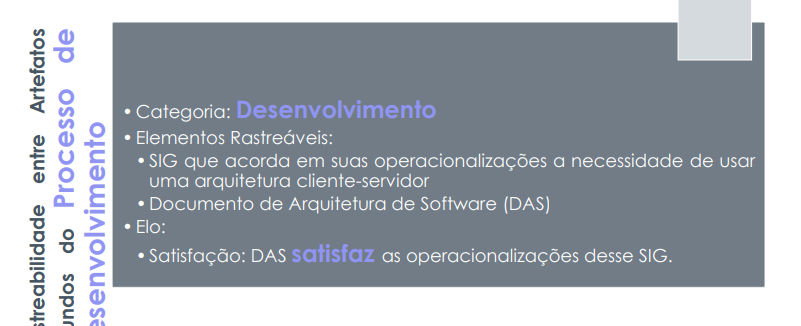 streabilidade entre Artefatos
undos do Processo de
esenvolvimento
• Categoria: Desenvolvimento
• Elementos Rastreáveis:
• SIG que acorda em suas operacionalizações a necessidade de usar
uma arquitetura cliente-servidor
• Documento de Arquitetura de Software (DAS)
• Elo:
• Satisfação: DAS satisfaz as operacionalizações desse SIG.